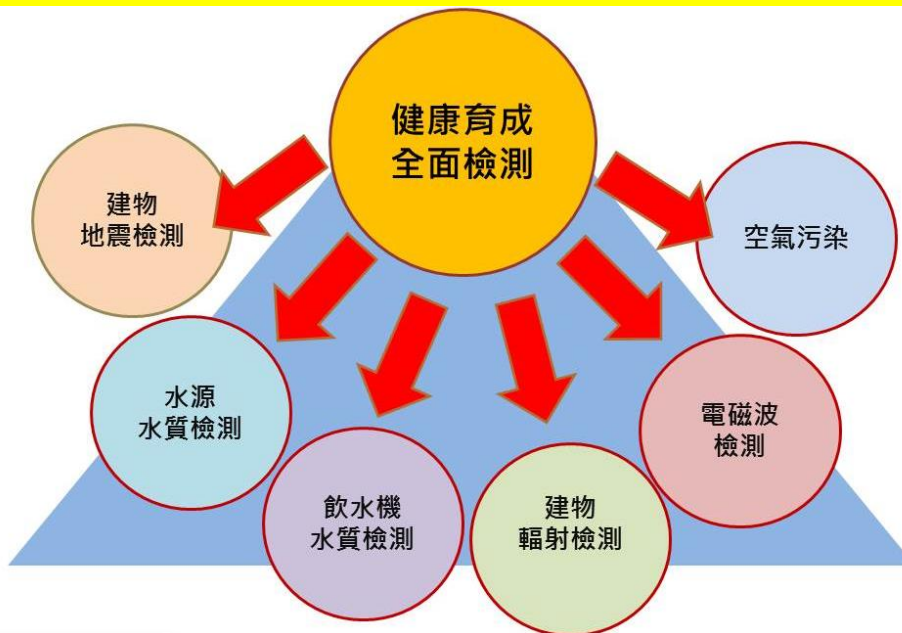 健康育成
全面檢測
建物
地震檢測
空氣污染
水源
水質檢測
電磁波
檢測
飲水機
水質檢測
建物
輻射檢測